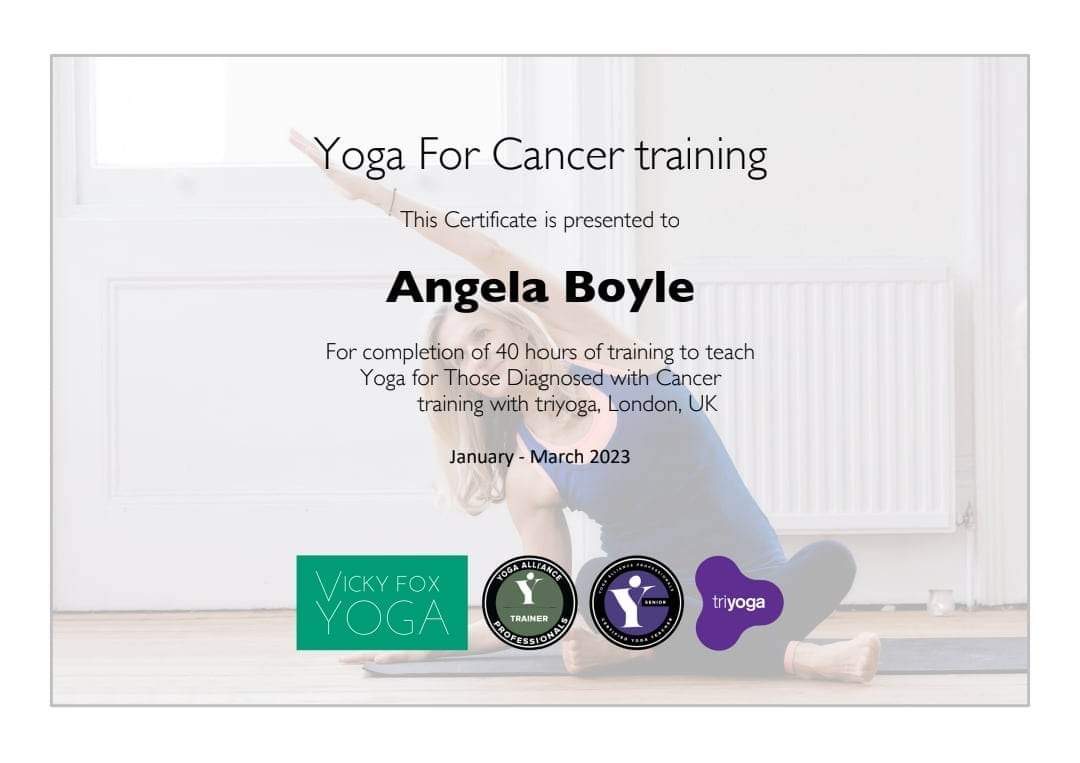 Yoga For Cancer training
This Certificate is presented to
Angela Boyle
For completion of 40 hours of training to teach
Yoga for Those Diagnosed with Cancer
training with triyoga, London, UK
January - March 2023
VICKY FOX
YOGA
YOGA ALLIANCE
TRAINER
PROFESSIONALS
YOGA ALLIANCE PROFESSIONALS
SENIOR
CERTIFIED YOGA TEACHER
triyoga